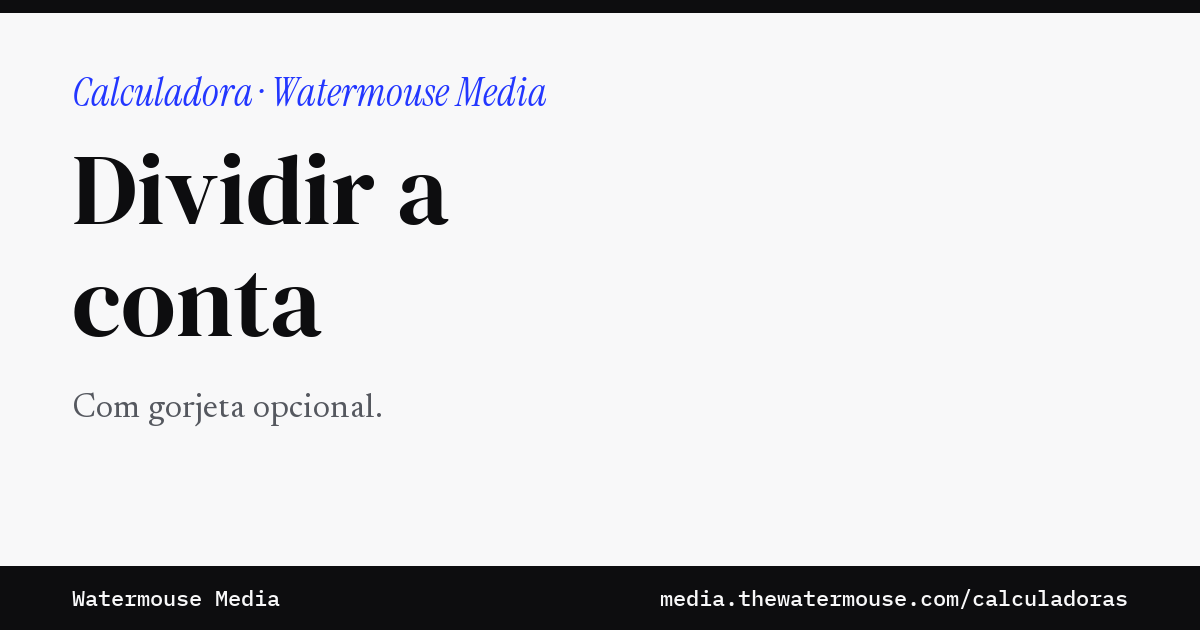 Calculadora · Watermouse Media
Dividir a
conta
Com gorjeta opcional.
Watermouse Media
media.thewatermouse.com/calculadoras